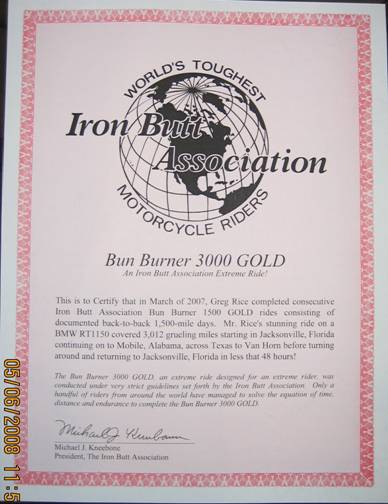 WORLD'S TOUGHEST
Iron Butt
Association
MOTORCYCLE RIDERS
Bun Burner 3000 GOLD
An Iron Butt Association Extreme Ride!
This is to Certify that in March of 2007, Greg Rice completed consecutive
Iron Butt Association Bun Burner 1500 GOLD rides consisting of
documented back-to-back 1,500-mile days. Mr. Rice's stunning ride on a
BMW RT1150 covered 3,012 grueling miles starting in Jacksonville, Florida
continuing on to Mobile, Alabama, across Texas to Van Horn before turning
around and returning to Jacksonville, Florida in less that 48 hours!
The Bun Burner 3000 GOLD, an extreme ride designed for an extreme rider, was
conducted under very strict guidelines set forth by the Iron Butt Association. Only a
handful of riders from around the world have managed to solve the equation of time,
distance and endurance to complete the Bun Burner 3000 GOLD.
Michael J Kneebone
Michael J. Kneebone
President, The Iron Butt Association
05/06/2008 11:5